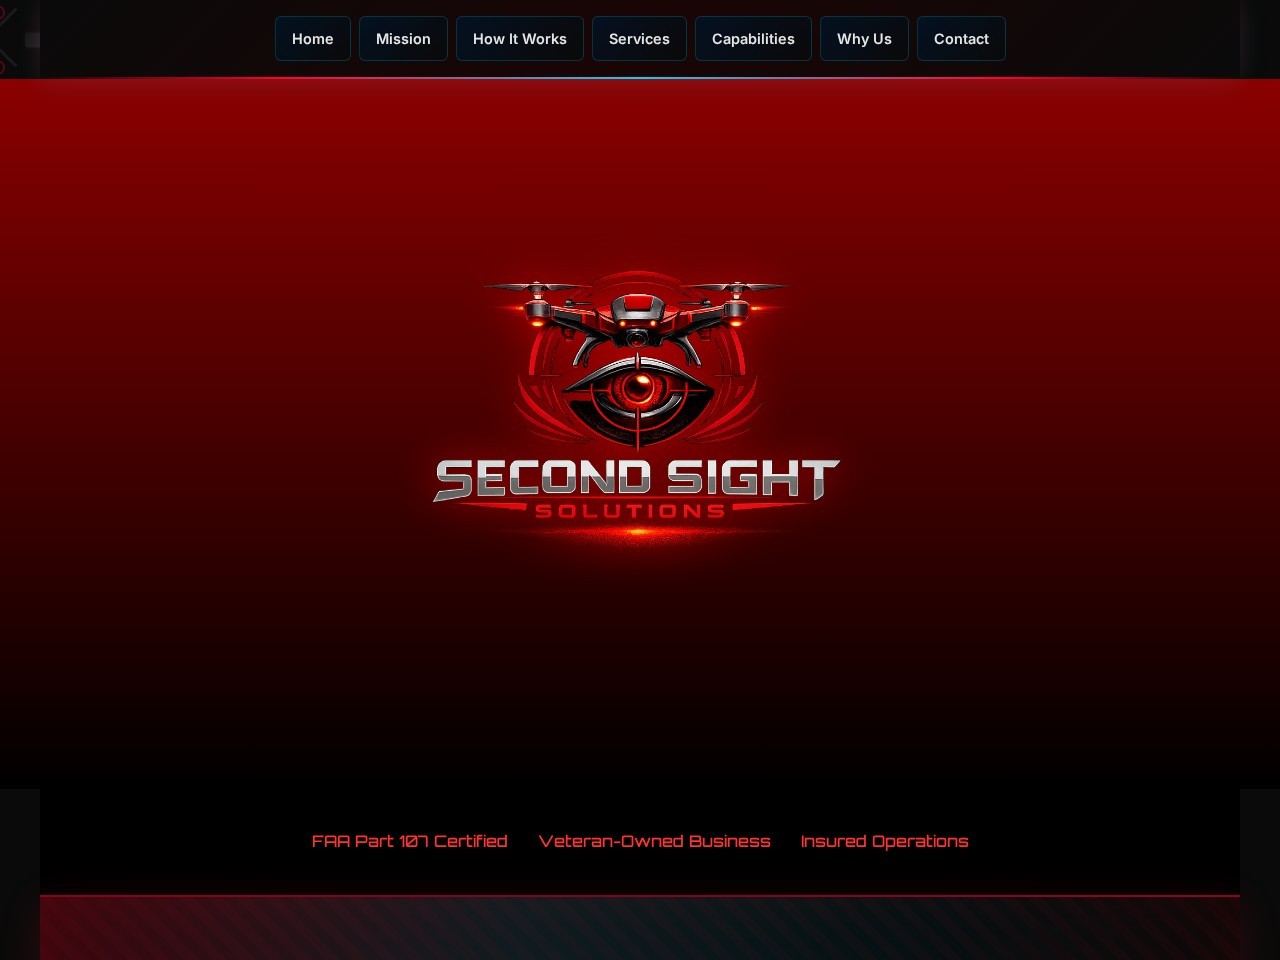 Home
Mission
How It Works
Services
Capabilities
Why Us
Contact
SECOND SIGHT
SOLUTIONS
FAA Part 107 Certified
Veteran-Owned Business
Insured Operations